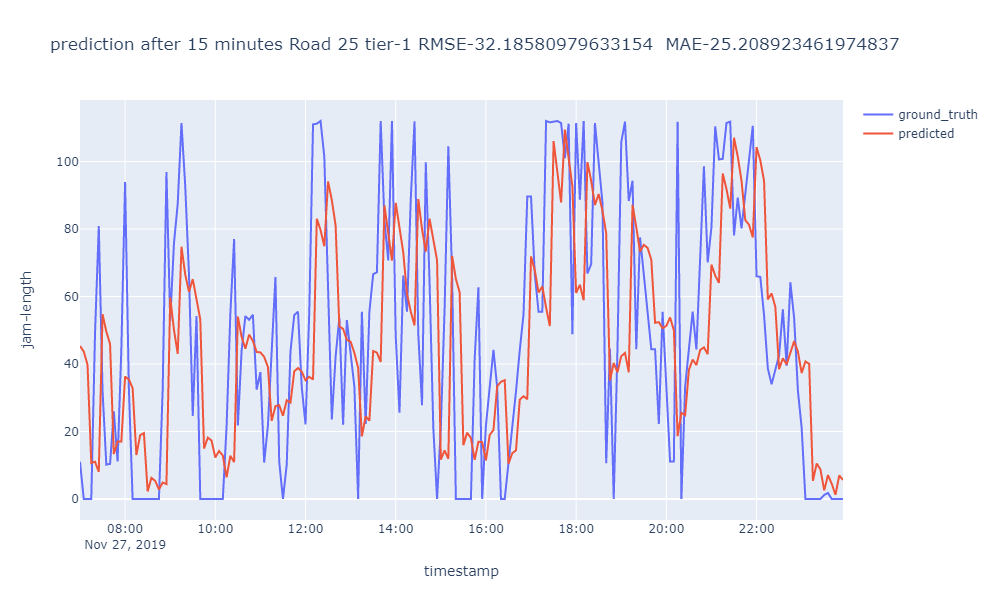 prediction after 15 minutes Road 25 tier-1 RMSE-32.18580979633154  MAE-25.208923461974837
ground_truth
predicted
100
80
60
40
20
0
jam-length
08:00 10:00 12:00 14:00 16:00 18:00 20:00 22:00
Nov 27, 2019
timestamp